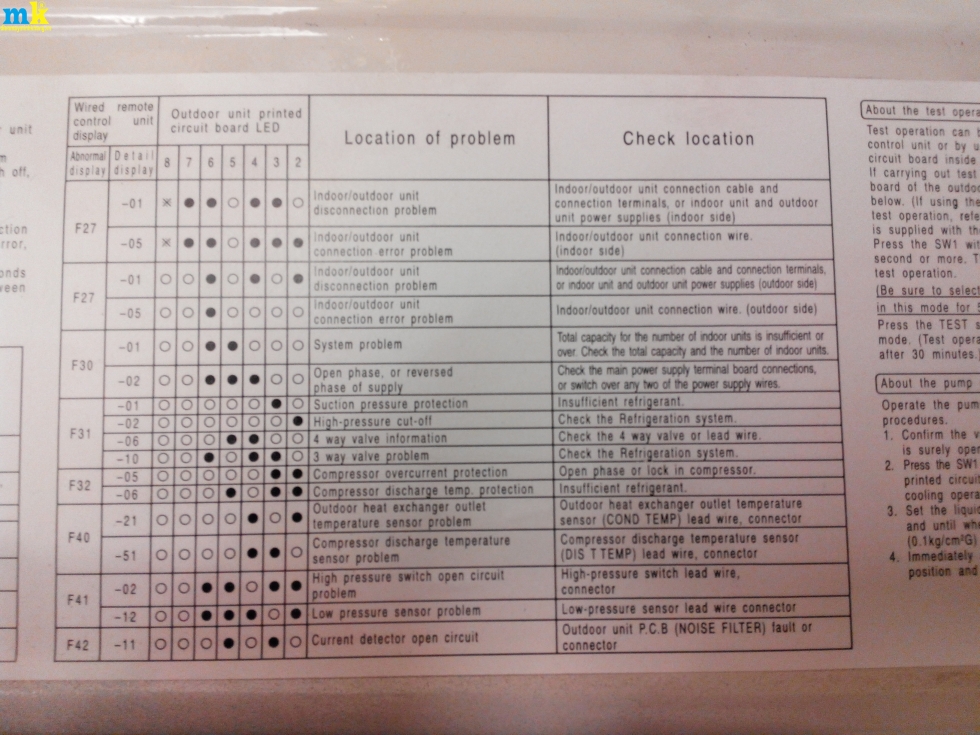 mk
unit
off,
ction
rror,
onds
ween
Wired remote
control unit
display
Outdoor unit printed
circuit board LED
Location of problem
Check location
Abnormal
display
Detail
display
8 7 6 5 4 3 2
F27
-01 ※ ● ● ○ ● ● ○
Indoor/outdoor unit
disconnection problem
Indoor/outdoor unit connection cable and
connection terminals, or indoor unit and outdoor
unit power supplies (indoor side)
-05 ※ ● ● ○ ● ● ●
Indoor/outdoor unit
connection error problem
Indoor/outdoor unit connection wire.
(indoor side)
F27
-01 ○ ○ ● ○ ● ○ ●
Indoor/outdoor unit
disconnection problem
Indoor/outdoor unit connection cable and connection terminals,
or indoor unit and outdoor unit power supplies (outdoor side)
-05 ○ ○ ● ○ ○ ○ ○
Indoor/outdoor unit
connection error problem
Indoor/outdoor unit connection wire. (outdoor side)
F30
-01 ○ ○ ● ● ○ ○ ○
System problem
Total capacity for the number of indoor units is insufficient or
over. Check the total capacity and the number of indoor units.
-02 ○ ○ ● ● ● ○ ○
Open phase, or reversed
phase of supply
Check the main power supply terminal board connections,
or switch over any two of the power supply wires.
F31
-01 ○ ○ ○ ○ ○ ● ○ Suction pressure protection Insufficient refrigerant.
-02 ○ ○ ○ ○ ○ ○ ● High-pressure cut-off Check the Refrigeration system.
-06 ○ ○ ○ ● ● ○ ○ 4 way valve information Check the 4 way valve or lead wire.
-10 ○ ○ ● ○ ● ● ○ 3 way valve problem Check the Refrigeration system.
F32
-05 ○ ○ ○ ○ ○ ● ● Compressor overcurrent protection Open phase or lock in compressor.
-06 ○ ○ ○ ● ○ ● ● Compressor discharge temp. protection Insufficient refrigerant.
F40
-21 ○ ○ ○ ○ ● ○ ●
Outdoor heat exchanger outlet
temperature sensor problem
Outdoor heat exchanger outlet temperature
sensor (COND TEMP) lead wire, connector
-51 ○ ○ ○ ○ ● ● ○
Compressor discharge temperature
sensor problem
Compressor discharge temperature sensor
(DIS T TEMP) lead wire, connector
F41
-02 ○ ○ ● ● ○ ● ●
High pressure switch open circuit
problem
High-pressure switch lead wire,
connector
-12 ○ ○ ● ● ● ○ ● Low pressure sensor problem Low-pressure sensor lead wire connector
F42
-11 ○ ○ ○ ● ○ ● ○ Current detector open circuit
Outdoor unit P.C.B (NOISE FILTER) fault or
connector
About the test opera
Test operation can
control unit or by u
circuit board inside
If carrying out test
board of the outdoo
below. (If using the
test operation, refe
is supplied with th
Press the SW1 wit
second or more. T
test operation.
(Be sure to select
in this mode for
Press the TEST s
mode. (Test opera
after 30 minutes.)
About the pump
Operate the pum
procedures.
1. Confirm the v
is surely oper
2. Press the SW1
printed circuit
cooling opera
3. Set the liquid
and until whe
(0.1kg/cm²G)
4. Immediately
position and